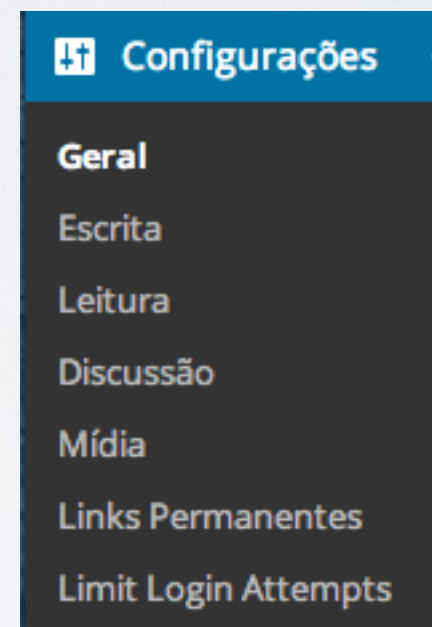 Configurações
Geral
Escrita
Leitura
Discussão
Mídia
Links Permanentes
Limit Login Attempts